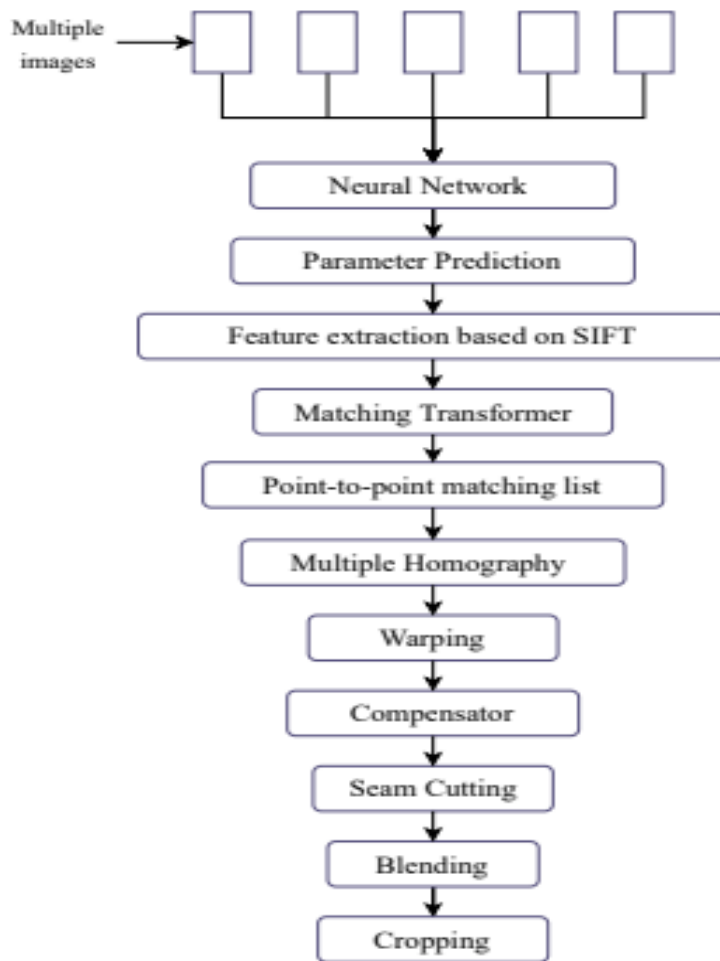 Multiple
images
Neural Network
Parameter Prediction
Feature extraction based on SIFT
Matching Transformer
Point-to-point matching list
Multiple Homography
Warping
Compensator
Seam Cutting
Blending
Cropping